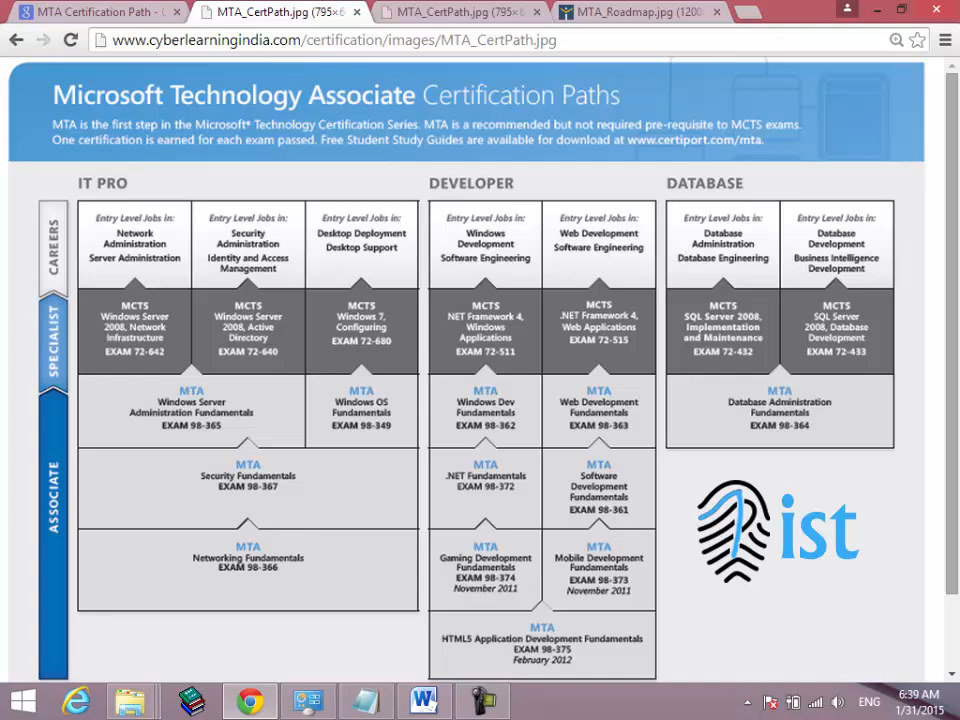 MTA Certification Path -
MTA_CertPath.jpg (795×6
MTA_CertPath.jpg (795×6
MTA_Roadmap.jpg (1200
www.cyberlearningindia.com/certification/images/MTA_CertPath.jpg
Microsoft Technology Associate Certification Paths
MTA is the first step in the Microsoft® Technology Certification Series. MTA is a recommended but not required pre-requisite to MCTS exams.
One certification is earned for each exam passed. Free Student Study Guides are available for download at www.certiport.com/mta.
IT PRO
DEVELOPER
DATABASE
CAREERS
Entry Level Jobs in:
Network
Administration
Server Administration
Entry Level Jobs in:
Security
Administration
Identity and Access
Management
Entry Level Jobs in:
Desktop Deployment
Desktop Support
Entry Level Jobs in:
Windows
Development
Software Engineering
Entry Level Jobs in:
Web Development
Software Engineering
Entry Level Jobs in:
Database
Administration
Database Engineering
Entry Level Jobs in:
Database
Development
Business Intelligence
Development
SPECIALIST
MCTS
Windows Server
2008, Network
Infrastructure
EXAM 72-642
MCTS
Windows Server
2008, Active
Directory
EXAM 72-640
MCTS
Windows 7,
Configuring
EXAM 72-680
MCTS
NET Framework 4,
Windows
Applications
EXAM 72-511
MCTS
.NET Framework 4,
Web Applications
EXAM 72-515
MCTS
SQL Server 2008,
Implementation
and Maintenance
EXAM 72-432
MCTS
SQL Server
2008, Database
Development
EXAM 72-433
ASSOCIATE
MTA
Windows Server
Administration Fundamentals
EXAM 98-365
MTA
Windows OS
Fundamentals
EXAM 98-349
MTA
Windows Dev
Fundamentals
EXAM 98-362
MTA
Web Development
Fundamentals
EXAM 98-363
MTA
Database Administration
Fundamentals
EXAM 98-364
MTA
Security Fundamentals
EXAM 98-367
MTA
.NET Fundamentals
EXAM 98-372
MTA
Software
Development
Fundamentals
EXAM 98-361
MTA
Networking Fundamentals
EXAM 98-366
MTA
Gaming Development
Fundamentals
EXAM 98-374
November 2011
MTA
Mobile Development
Fundamentals
EXAM 98-373
November 2011
MTA
HTML5 Application Development Fundamentals
EXAM 98-375
February 2012
ist
ENG
6:39 AM
1/31/2015